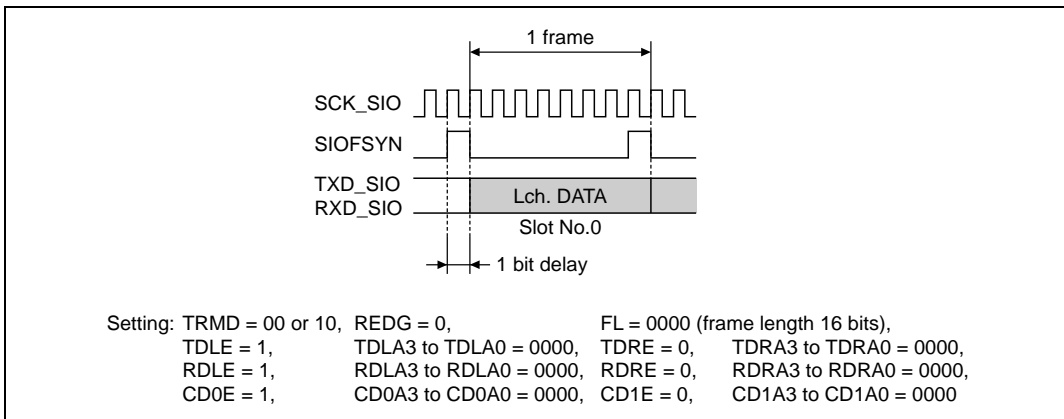 1 frame
SCK_SIO
SIOFSYN
TXD_SIO
RXD_SIO
Lch. DATA
Slot No.0
1 bit delay
Setting: TRMD = 00 or 10, REDG = 0, FL = 0000 (frame length 16 bits),
TDLE = 1, TDLA3 to TDLA0 = 0000, TDRE = 0, TDRA3 to TDRA0 = 0000,
RDLE = 1, RDLA3 to RDLA0 = 0000, RDRE = 0, RDRA3 to RDRA0 = 0000,
CD0E = 1, CD0A3 to CD0A0 = 0000, CD1E = 0, CD1A3 to CD1A0 = 0000